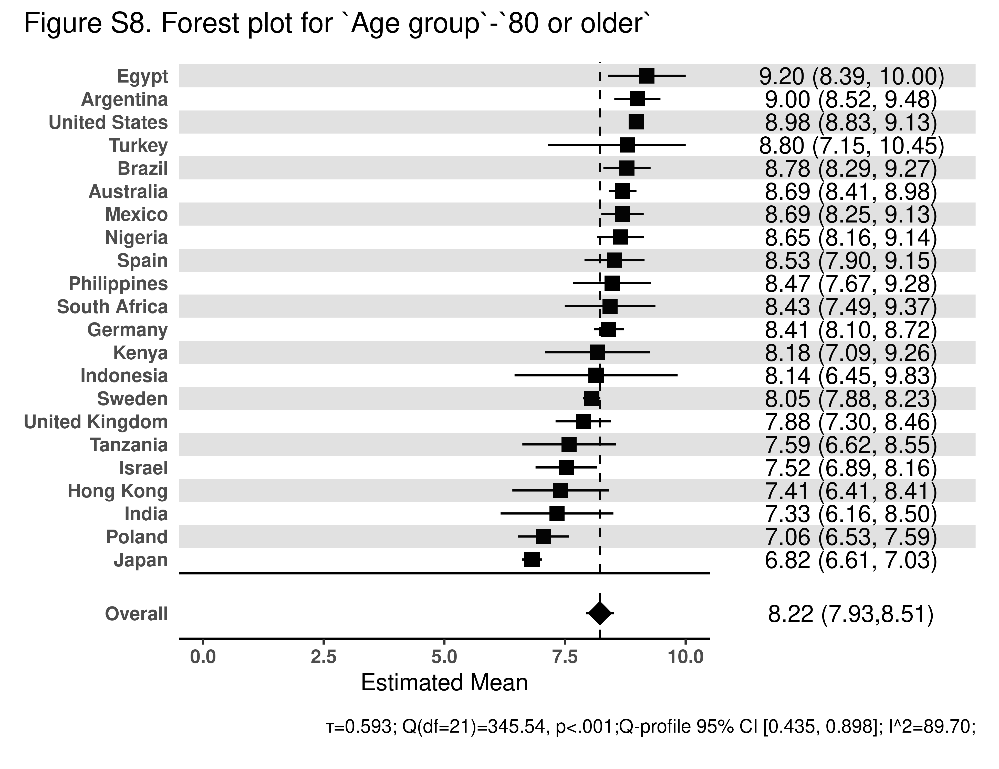 Figure S8. Forest plot for `Age group`-`80 or older`
Egypt 9.20 (8.39, 10.00)
Argentina 9.00 (8.52, 9.48)
United States 8.98 (8.83, 9.13)
Turkey 8.80 (7.15, 10.45)
Brazil 8.78 (8.29, 9.27)
Australia 8.69 (8.41, 8.98)
Mexico 8.69 (8.25, 9.13)
Nigeria 8.65 (8.16, 9.14)
Spain 8.53 (7.90, 9.15)
Philippines 8.47 (7.67, 9.28)
South Africa 8.43 (7.49, 9.37)
Germany 8.41 (8.10, 8.72)
Kenya 8.18 (7.09, 9.26)
Indonesia 8.14 (6.45, 9.83)
Sweden 8.05 (7.88, 8.23)
United Kingdom 7.88 (7.30, 8.46)
Tanzania 7.59 (6.62, 8.55)
Israel 7.52 (6.89, 8.16)
Hong Kong 7.41 (6.41, 8.41)
India 7.33 (6.16, 8.50)
Poland 7.06 (6.53, 7.59)
Japan 6.82 (6.61, 7.03)
Overall 8.22 (7.93,8.51)
0.0 2.5 5.0 7.5 10.0
Estimated Mean
τ=0.593; Q(df=21)=345.54, p<.001;Q-profile 95% CI [0.435, 0.898]; I^2=89.70;